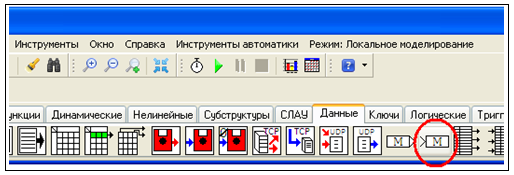 Инструменты Окно Справка Инструменты автоматики Режим: Локальное моделирование
нкции Динамические Нелинейные Субструктуры СЛАУ Данные Ключи Логические Тригг
TCP TCP UDP UDP M M